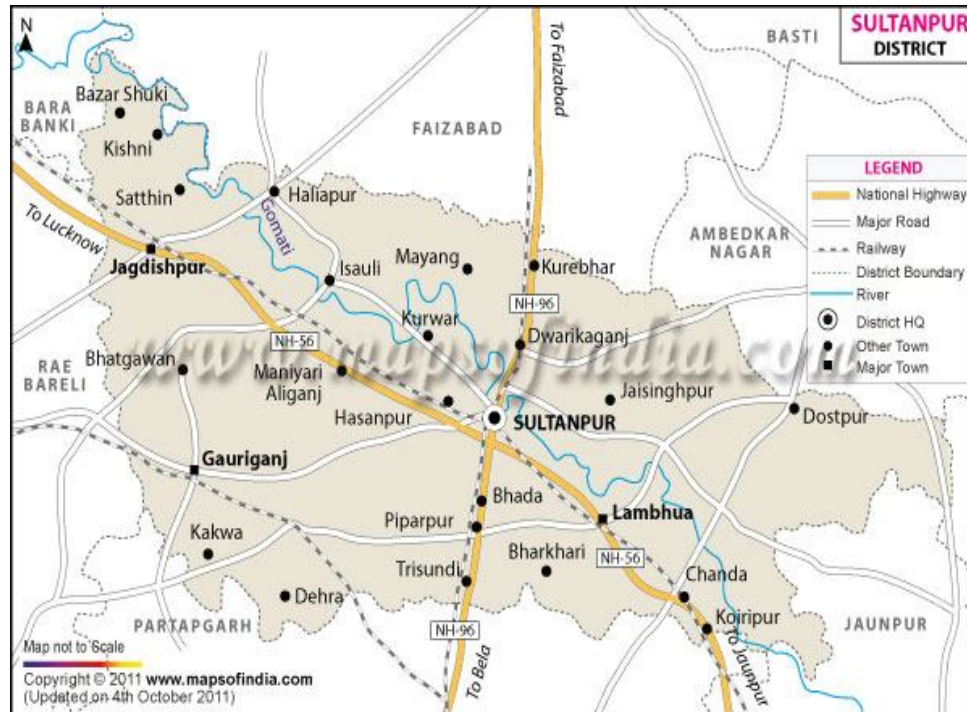 N
SULTANPUR
DISTRICT
BASTI
To Faizabad
BARA
BANKI
Bazar Shuki
Kishni
FAIZABAD
Satthin
Haliapur
Gomati
To Lucknow
Jagdishpur
Isauli
Mayang
Kurebhar
AMBEDKAR
NAGAR
LEGEND
National Highway
Major Road
Railway
District Boundary
River
District HQ
Other Town
Major Town
NH-96
NH-56
Kurwar
Dwarikaganj
www.mapsofindia.com
RAE
BARELI
Bhatgawan
Maniyari
Aliganj
Hasanpur
Jaisinghpur
Dostpur
SULTANPUR
Gauriganj
Bhada
Piparpur
Lambhua
Kakwa
Trisundi
Bharkhari
NH-56
Chanda
Dehra
Koiripur
PARTAPGARH
NH-96
To Bela
To Jaunpur
JAUNPUR
Map not to Scale
Copyright © 2011 www.mapsofindia.com
(Updated on 4th October 2011)